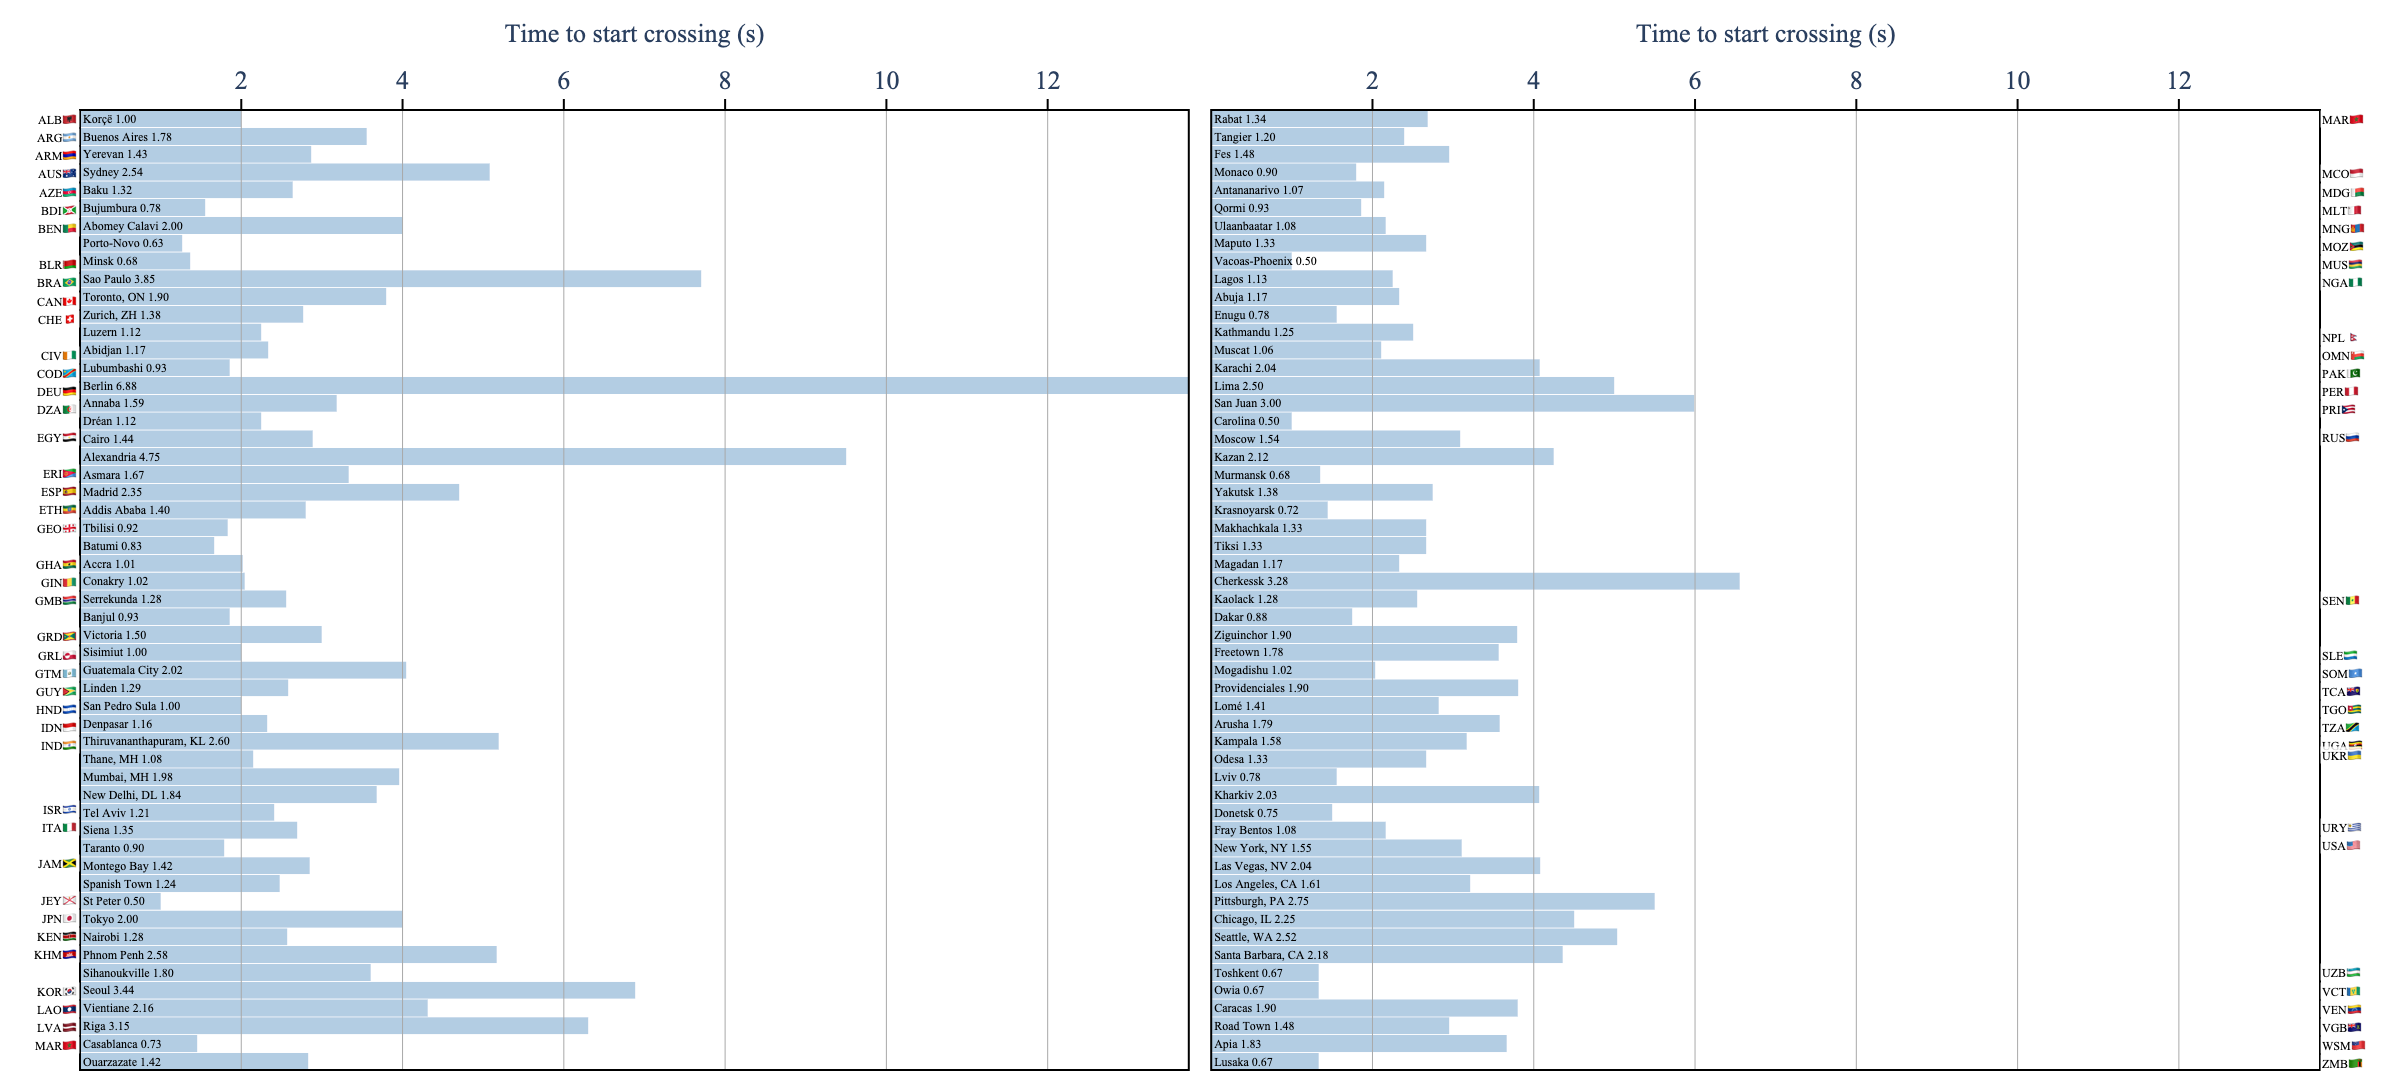 Time to start crossing (s)
2 4 6 8 10 12
ALB Korçë 1.00
ARG Buenos Aires 1.78
ARM Yerevan 1.43
AUS Sydney 2.54
AZE Baku 1.32
BDI Bujumbura 0.78
BEN Abomey Calavi 2.00
Porto-Novo 0.63
BLR Minsk 0.68
BRA Sao Paulo 3.85
CAN Toronto, ON 1.90
CHE Zurich, ZH 1.38
Luzern 1.12
CIV Abidjan 1.17
COD Lubumbashi 0.93
DEU Berlin 6.88
DZA Annaba 1.59
Dréan 1.12
EGY Cairo 1.44
Alexandria 4.75
ERI Asmara 1.67
ESP Madrid 2.35
ETH Addis Ababa 1.40
GEO Tbilisi 0.92
Batumi 0.83
GHA Accra 1.01
GIN Conakry 1.02
GMB Serrekunda 1.28
Banjul 0.93
GRD Victoria 1.50
GRL Sisimiut 1.00
GTM Guatemala City 2.02
GUY Linden 1.29
HND San Pedro Sula 1.00
IDN Denpasar 1.16
IND Thiruvananthapuram, KL 2.60
Thane, MH 1.08
Mumbai, MH 1.98
New Delhi, DL 1.84
ISR Tel Aviv 1.21
ITA Siena 1.35
Taranto 0.90
JAM Montego Bay 1.42
Spanish Town 1.24
JEY St Peter 0.50
JPN Tokyo 2.00
KEN Nairobi 1.28
KHM Phnom Penh 2.58
Sihanoukville 1.80
KOR Seoul 3.44
LAO Vientiane 2.16
LVA Riga 3.15
MAR Casablanca 0.73
Ouarzazate 1.42
Time to start crossing (s)
2 4 6 8 10 12
Rabat 1.34 MAR
Tangier 1.20
Fes 1.48
Monaco 0.90 MCO
Antananarivo 1.07 MDG
Qormi 0.93 MLT
Ulaanbaatar 1.08 MNG
Maputo 1.33 MOZ
Vacoas-Phoenix 0.50 MUS
Lagos 1.13 NGA
Abuja 1.17
Enugu 0.78
Kathmandu 1.25 NPL
Muscat 1.06 OMN
Karachi 2.04 PAK
Lima 2.50 PER
San Juan 3.00 PRI
Carolina 0.50
Moscow 1.54 RUS
Kazan 2.12
Murmansk 0.68
Yakutsk 1.38
Krasnoyarsk 0.72
Makhachkala 1.33
Tiksi 1.33
Magadan 1.17
Cherkessk 3.28
Kaolack 1.28 SEN
Dakar 0.88
Ziguinchor 1.90
Freetown 1.78 SLE
Mogadishu 1.02 SOM
Providenciales 1.90 TCA
Lomé 1.41 TGO
Arusha 1.79 TZA
Kampala 1.58 UGA
Odesa 1.33 UKR
Lviv 0.78
Kharkiv 2.03
Donetsk 0.75
Fray Bentos 1.08 URY
New York, NY 1.55 USA
Las Vegas, NV 2.04
Los Angeles, CA 1.61
Pittsburgh, PA 2.75
Chicago, IL 2.25
Seattle, WA 2.52
Santa Barbara, CA 2.18
Toshkent 0.67 UZB
Owia 0.67 VCT
Caracas 1.90 VEN
Road Town 1.48 VGB
Apia 1.83 WSM
Lusaka 0.67 ZMB